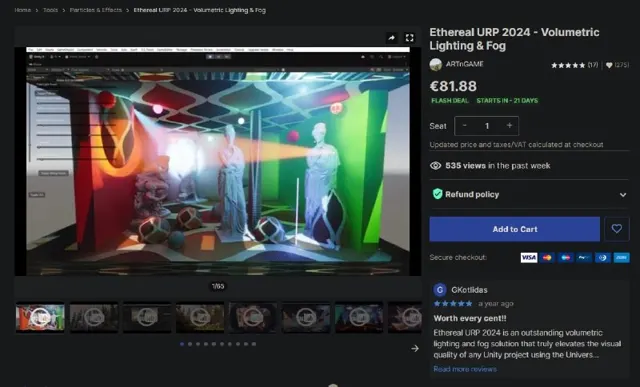 Home > Tools > Particles & Effects > Ethereal URP 2024 - Volumetric Lighting & Fog
Ethereal URP 2024 - Volumetric
Lighting & Fog
ARTnGAME
(17) | (375)
€81.88
FLASH DEAL STARTS IN - 21 DAYS
Seat − 1 +
Updated price and taxes/VAT calculated at checkout
535 views in the past week
Refund policy
Add to Cart
Secure checkout: VISA
1/65
G GKotlidas
a year ago
Worth every cent!!
Ethereal URP 2024 is an outstanding volumetric
lighting and fog solution that truly elevates the visual
quality of any Unity project using the Univers...
Read more reviews